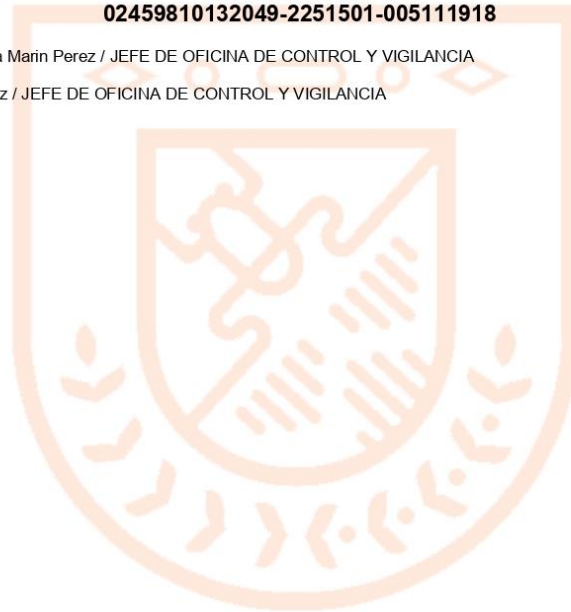 02459810132049-2251501-005111918
a Marin Perez / JEFE DE OFICINA DE CONTROL Y VIGILANCIA
z / JEFE DE OFICINA DE CONTROL Y VIGILANCIA